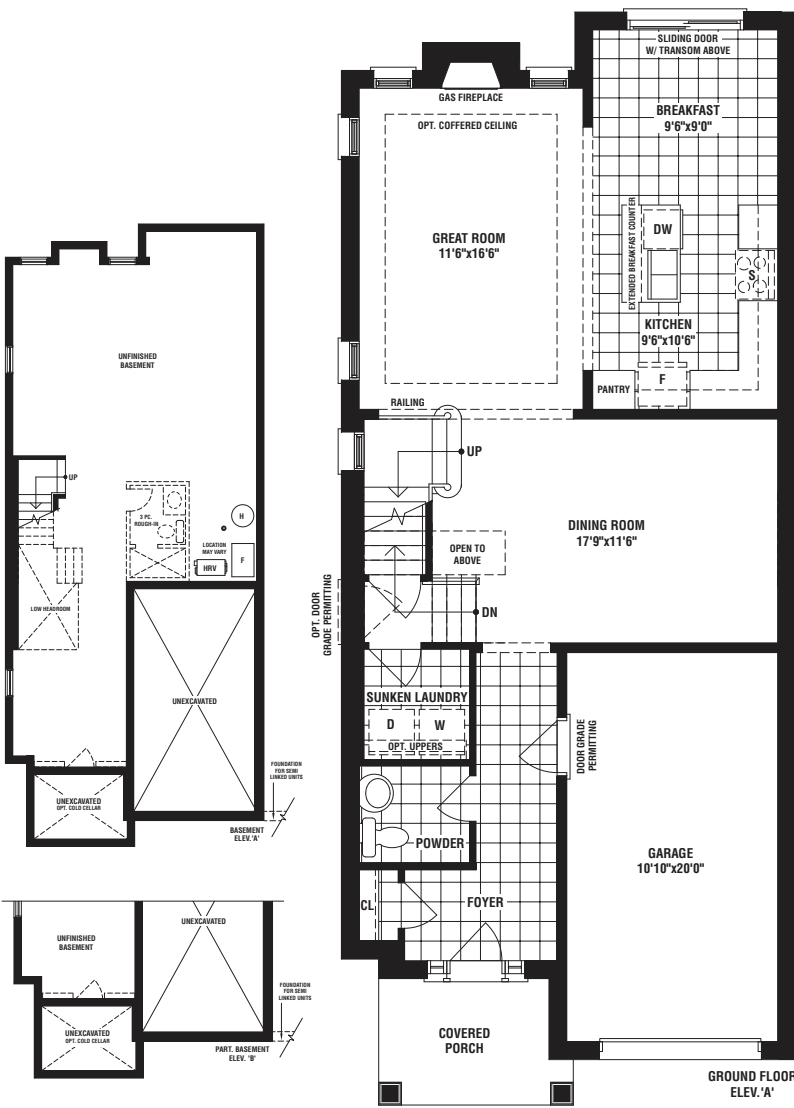 SLIDING DOOR
W/ TRANSOM ABOVE
BREAKFAST
9'6"x9'0"
GAS FIREPLACE
OPT. COFFERED CEILING
GREAT ROOM
11'6"x16'6"
EXTENDED BREAKFAST COUNTER
DW
S
KITCHEN
9'6"x10'6"
PANTRY
F
RAILING
UP
DINING ROOM
17'9"x11'6"
OPEN TO
ABOVE
OPT. DOOR
GRADE PERMITTING
DN
SUNKEN LAUNDRY
D
W
OPT. UPPERS
DOOR GRADE
PERMITTING
POWDER
GARAGE
10'10"x20'0"
CL
FOYER
COVERED
PORCH
GROUND FLOOR
ELEV. 'A'
UNFINISHED
BASEMENT
UP
3 PC.
ROUGH-IN
H
LOCATION
MAY VARY
HRV
F
LOW HEADROOM
UNEXCAVATED
UNEXCAVATED
OPT. COLD CELLAR
FOUNDATION
FOR SEMI
LINKED UNITS
BASEMENT
ELEV. 'A'
UNFINISHED
BASEMENT
UNEXCAVATED
UNEXCAVATED
OPT. COLD CELLAR
FOUNDATION
FOR SEMI
LINKED UNITS
PART. BASEMENT
ELEV. 'B'